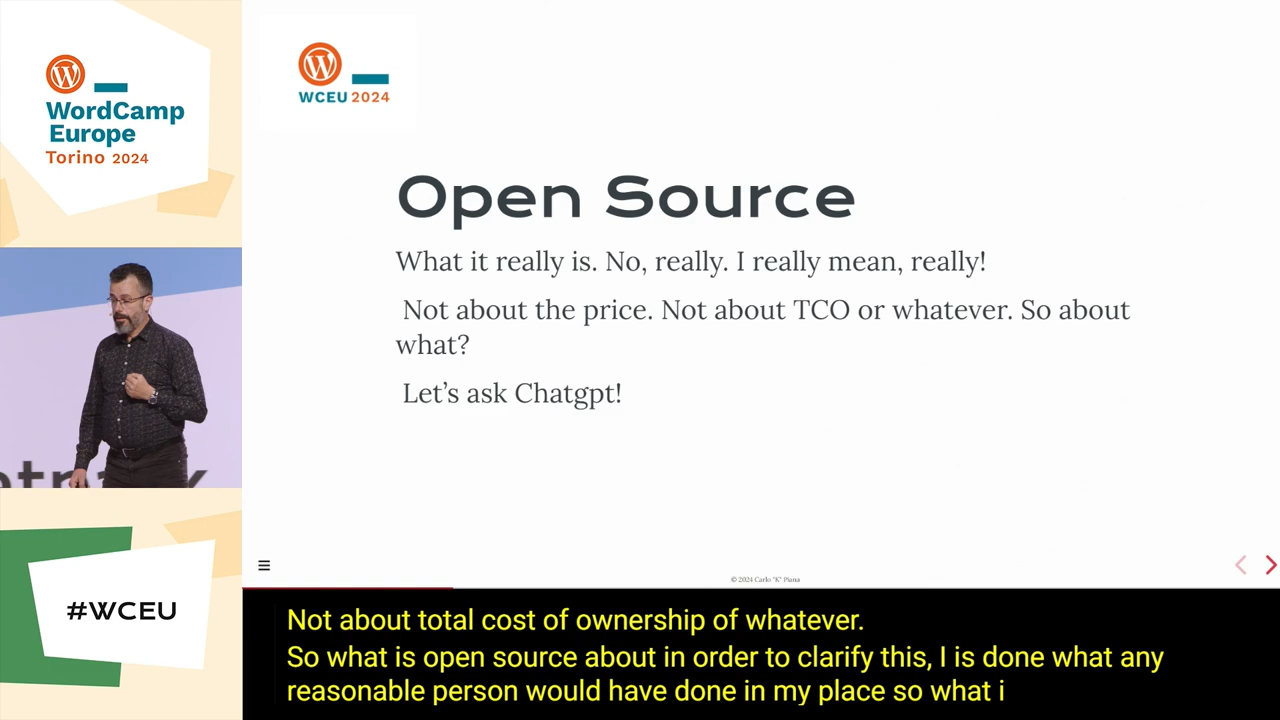 WordCamp
Europe
Torino 2024
WCEU 2024
Open Source
What it really is. No, really. I really mean, really!
Not about the price. Not about TCO or whatever. So about
what?
Let’s ask Chatgpt!
© 2024 Carlo "K" Piana
#WCEU
Not about total cost of ownership of whatever.
So what is open source about in order to clarify this, I is done what any
reasonable person would have done in my place so what i